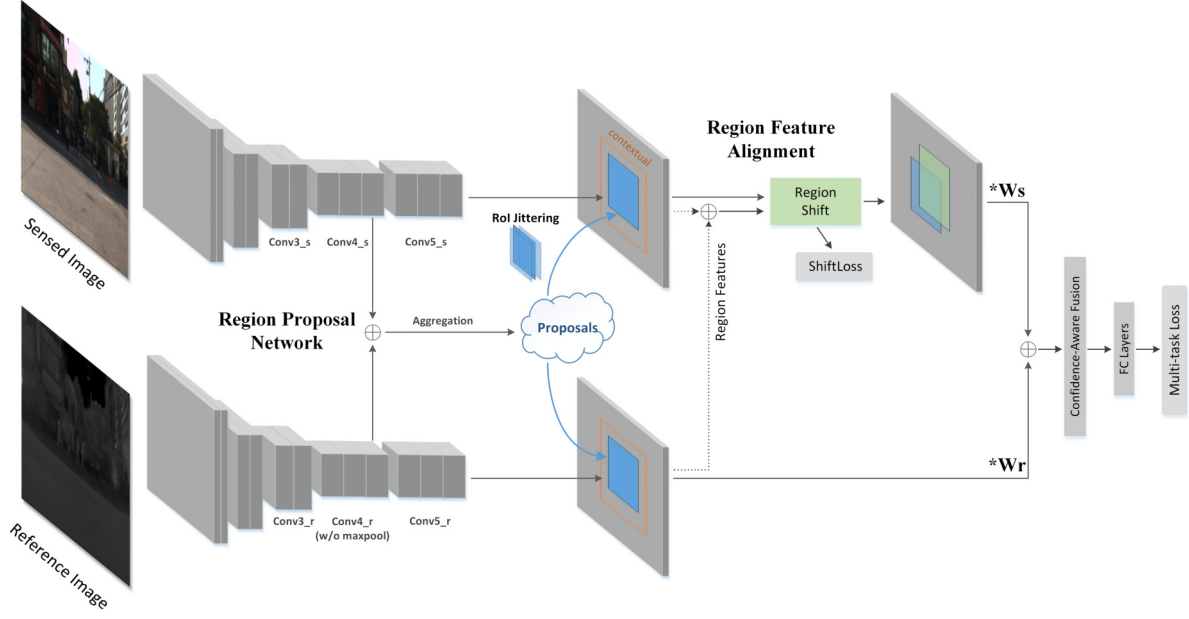 Sensed Image
Conv3_s
Conv4_s
Conv5_s
RoI Jittering
contextual
Region Feature
Alignment
Region
Shift
ShiftLoss
*Ws
Region Proposal
Network
Aggregation
Proposals
Region Features
Confidence-Aware Fusion
FC Layers
Multi-task Loss
Reference Image
Conv3_r
Conv4_r
(w/o maxpool)
Conv5_r
*Wr